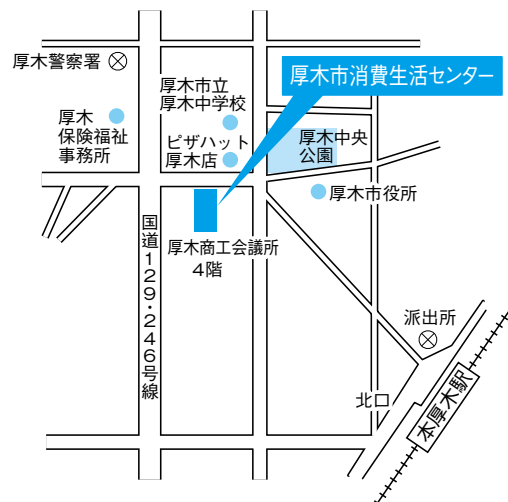 厚木警察署
厚木市消費生活センター
厚木市立
厚木中学校
厚木
保険福祉
事務所
ピザハット
厚木店
厚木中央
公園
厚木市役所
厚木商工会議所
4階
国道129・246号線
派出所
北口
本厚木駅